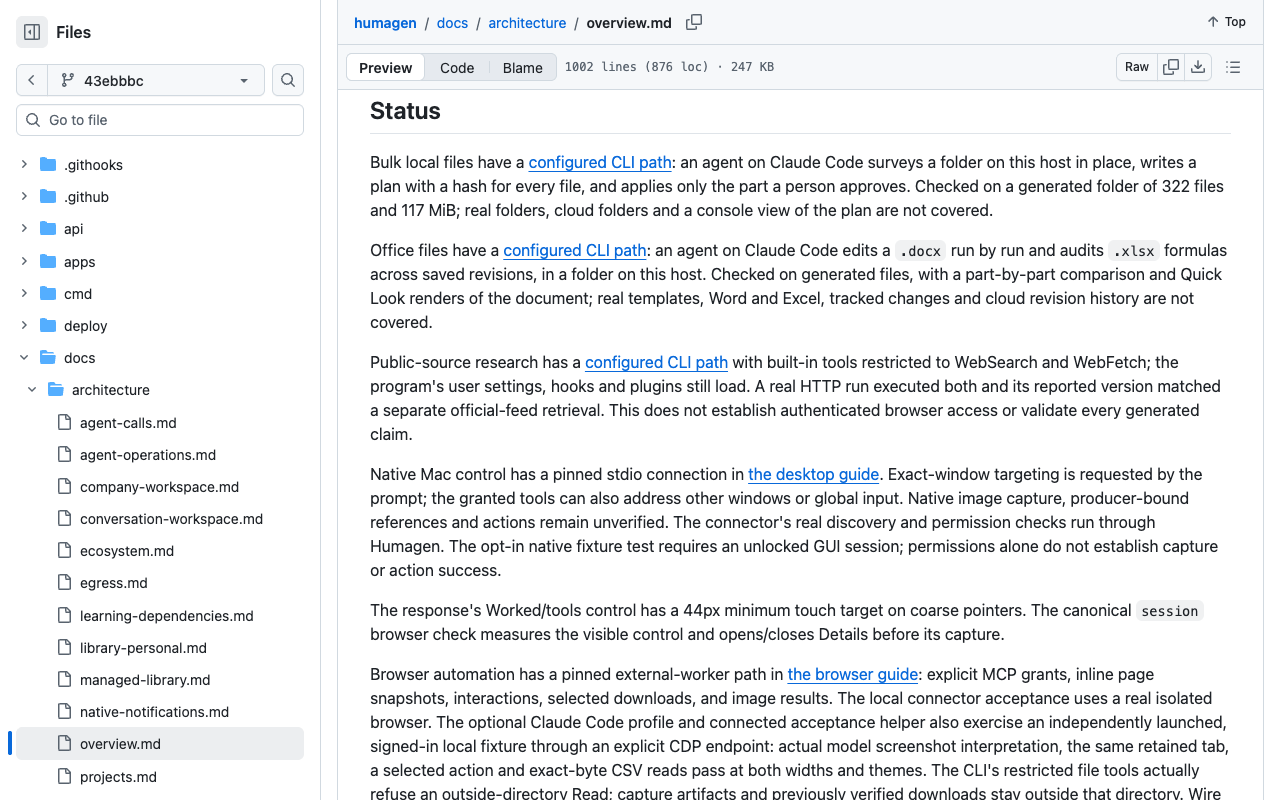 Files
43ebbbc
Go to file
.githooks
.github
api
apps
cmd
deploy
docs
architecture
agent-calls.md
agent-operations.md
company-workspace.md
conversation-workspace.md
ecosystem.md
egress.md
learning-dependencies.md
library-personal.md
managed-library.md
native-notifications.md
overview.md
projects.md
humagen / docs / architecture / overview.md
Top
Preview Code Blame 1002 lines (876 loc) · 247 KB
Raw
Status
Bulk local files have a configured CLI path: an agent on Claude Code surveys a folder on this host in place, writes a
plan with a hash for every file, and applies only the part a person approves. Checked on a generated folder of 322 files
and 117 MiB; real folders, cloud folders and a console view of the plan are not covered.
Office files have a configured CLI path: an agent on Claude Code edits a .docx run by run and audits .xlsx formulas
across saved revisions, in a folder on this host. Checked on generated files, with a part-by-part comparison and Quick
Look renders of the document; real templates, Word and Excel, tracked changes and cloud revision history are not
covered.
Public-source research has a configured CLI path with built-in tools restricted to WebSearch and WebFetch; the
program's user settings, hooks and plugins still load. A real HTTP run executed both and its reported version matched
a separate official-feed retrieval. This does not establish authenticated browser access or validate every generated
claim.
Native Mac control has a pinned stdio connection in the desktop guide. Exact-window targeting is requested by the
prompt; the granted tools can also address other windows or global input. Native image capture, producer-bound
references and actions remain unverified. The connector's real discovery and permission checks run through
Humagen. The opt-in native fixture test requires an unlocked GUI session; permissions alone do not establish capture
or action success.
The response's Worked/tools control has a 44px minimum touch target on coarse pointers. The canonical session
browser check measures the visible control and opens/closes Details before its capture.
Browser automation has a pinned external-worker path in the browser guide: explicit MCP grants, inline page
snapshots, interactions, selected downloads, and image results. The local connector acceptance uses a real isolated
browser. The optional Claude Code profile and connected acceptance helper also exercise an independently launched,
signed-in local fixture through an explicit CDP endpoint: actual model screenshot interpretation, the same retained tab,
a selected action and exact-byte CSV reads pass at both widths and themes. The CLI's restricted file tools actually
refuse an outside-directory Read; capture artifacts and previously verified downloads stay outside that directory. Wire